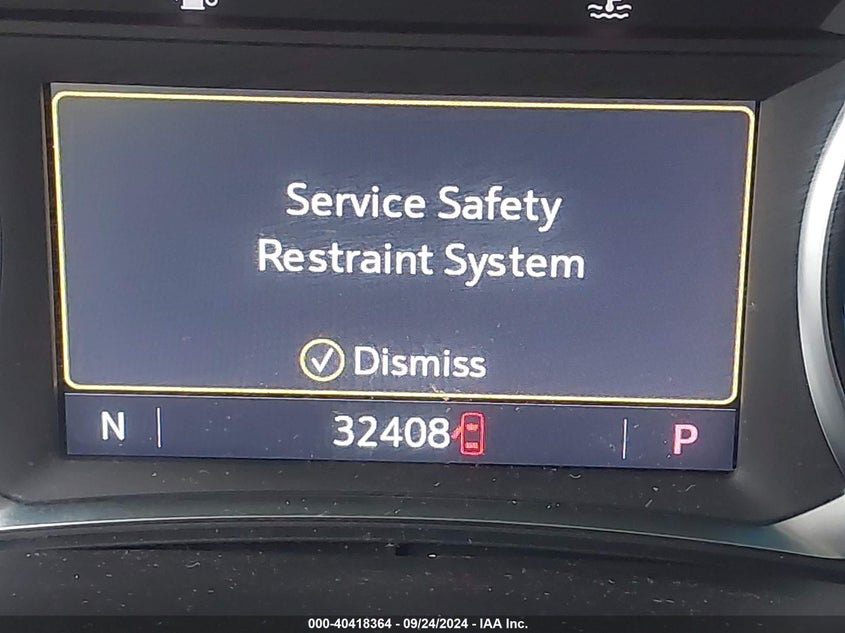 Service Safety
Restraint System
Dismiss
N 32408 P
000-40418364 - 09/24/2024 - IAA Inc.